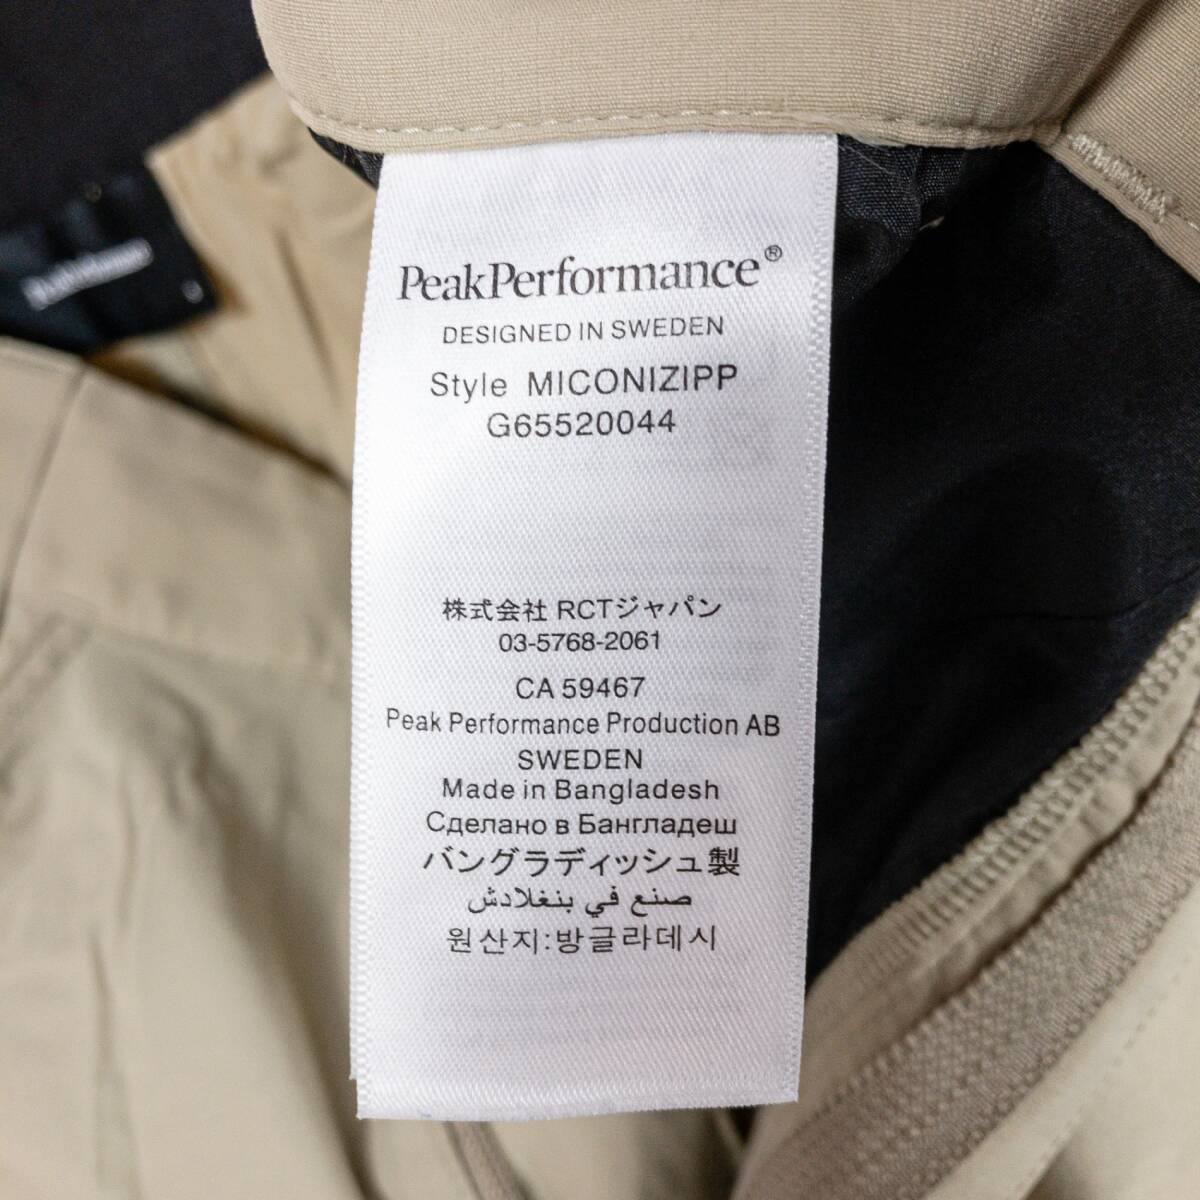 PeakPerformance®
DESIGNED IN SWEDEN
Style MICONIZIPP
G65520044
株式会社 RCTジャパン
03-5768-2061
CA 59467
Peak Performance Production AB
SWEDEN
Made in Bangladesh
Сделано в Бангладеш
バングラディッシュ製
صنع في بنغلادش
원산지:방글라데시